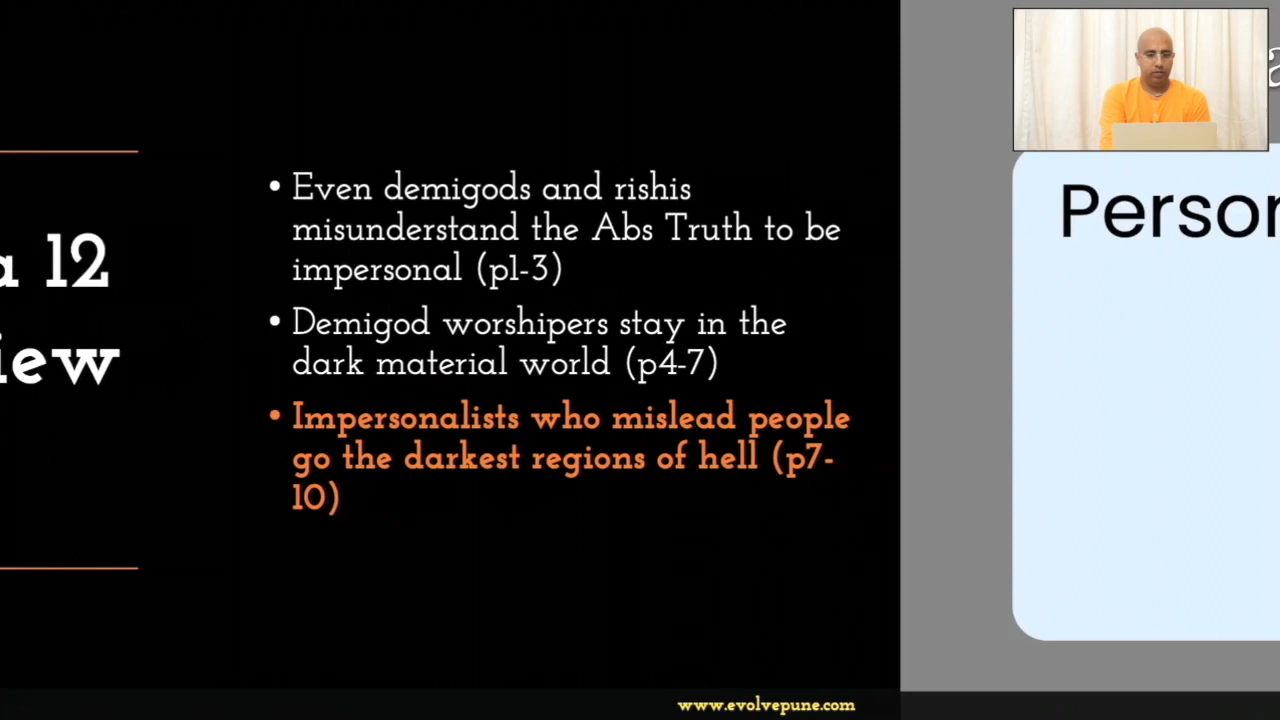 a 12
iew
• Even demigods and rishis
misunderstand the Abs Truth to be
impersonal (p1-3)
• Demigod worshipers stay in the
dark material world (p4-7)
• Impersonalists who mislead people
go the darkest regions of hell (p7-
10)
Person
www.evolvepune.com